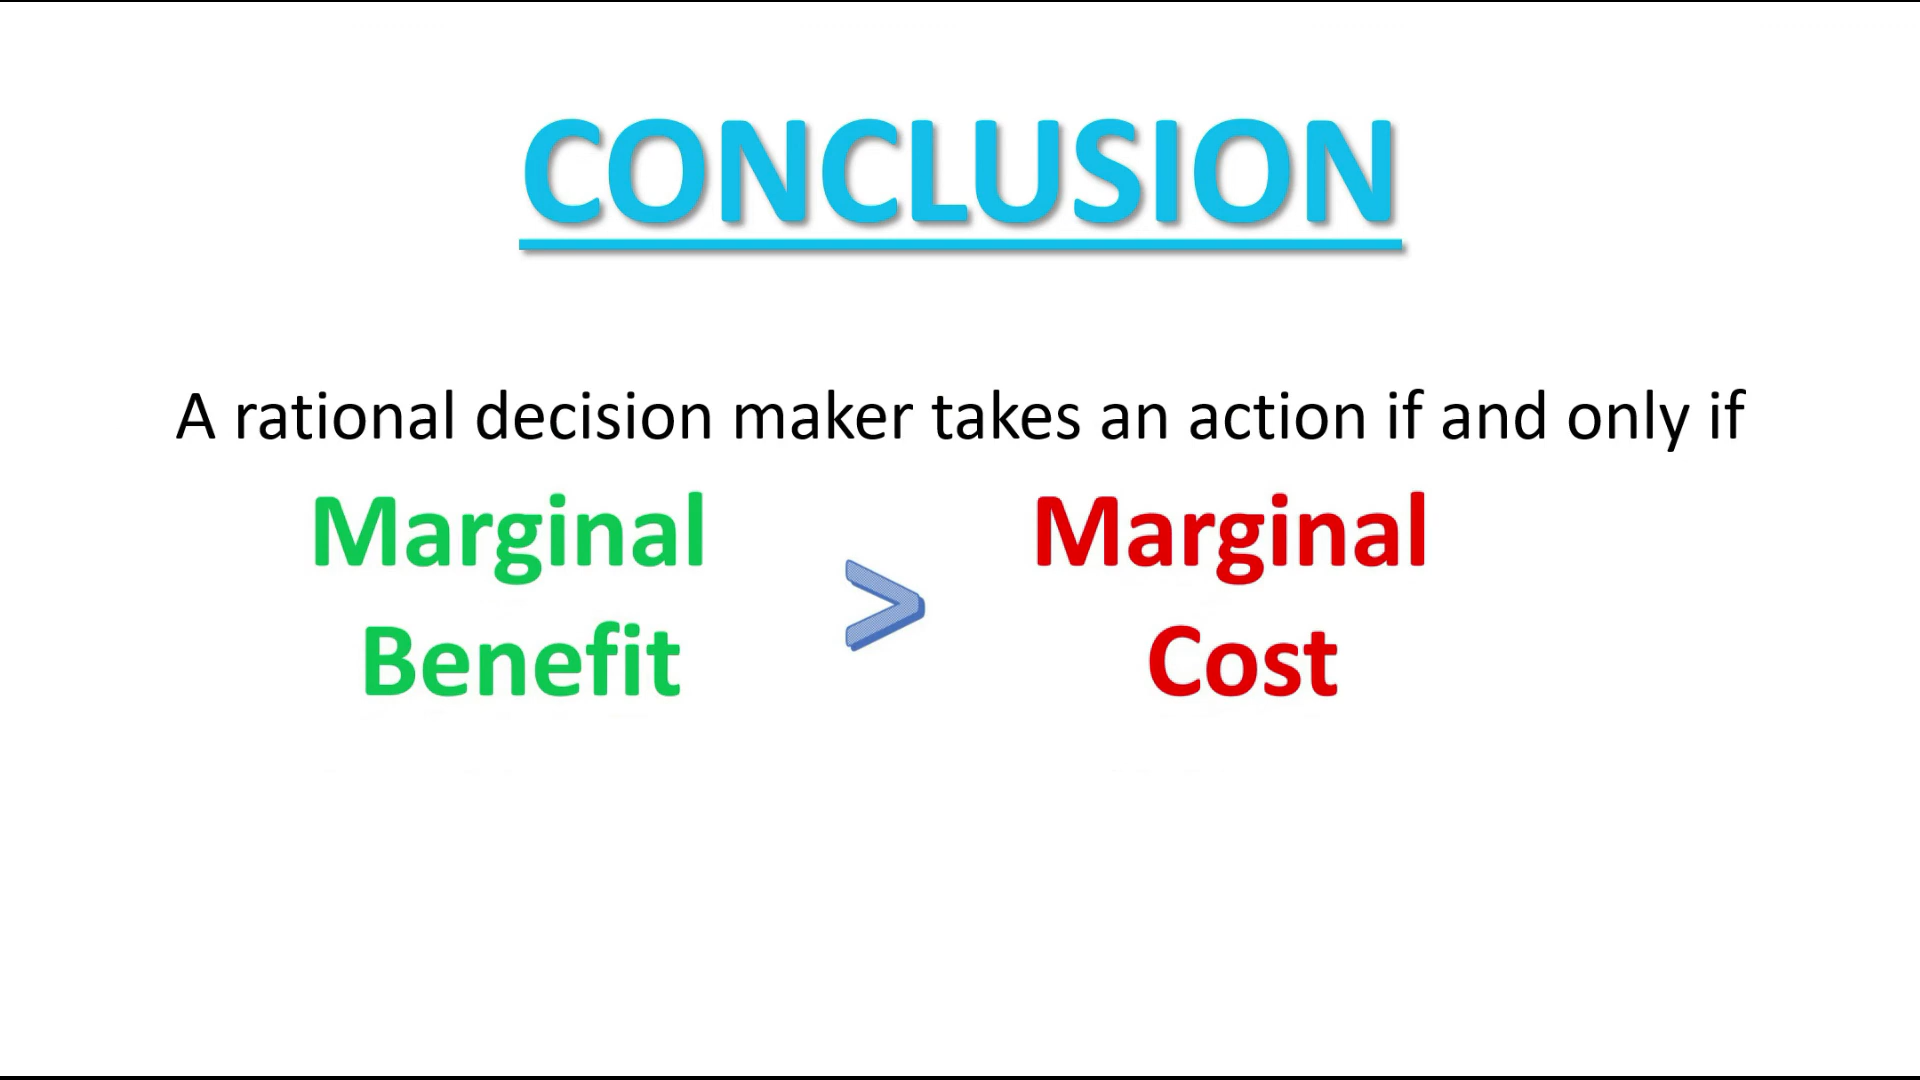 CONCLUSION
A rational decision maker takes an action if and only if
Marginal Benefit
>
Marginal Cost